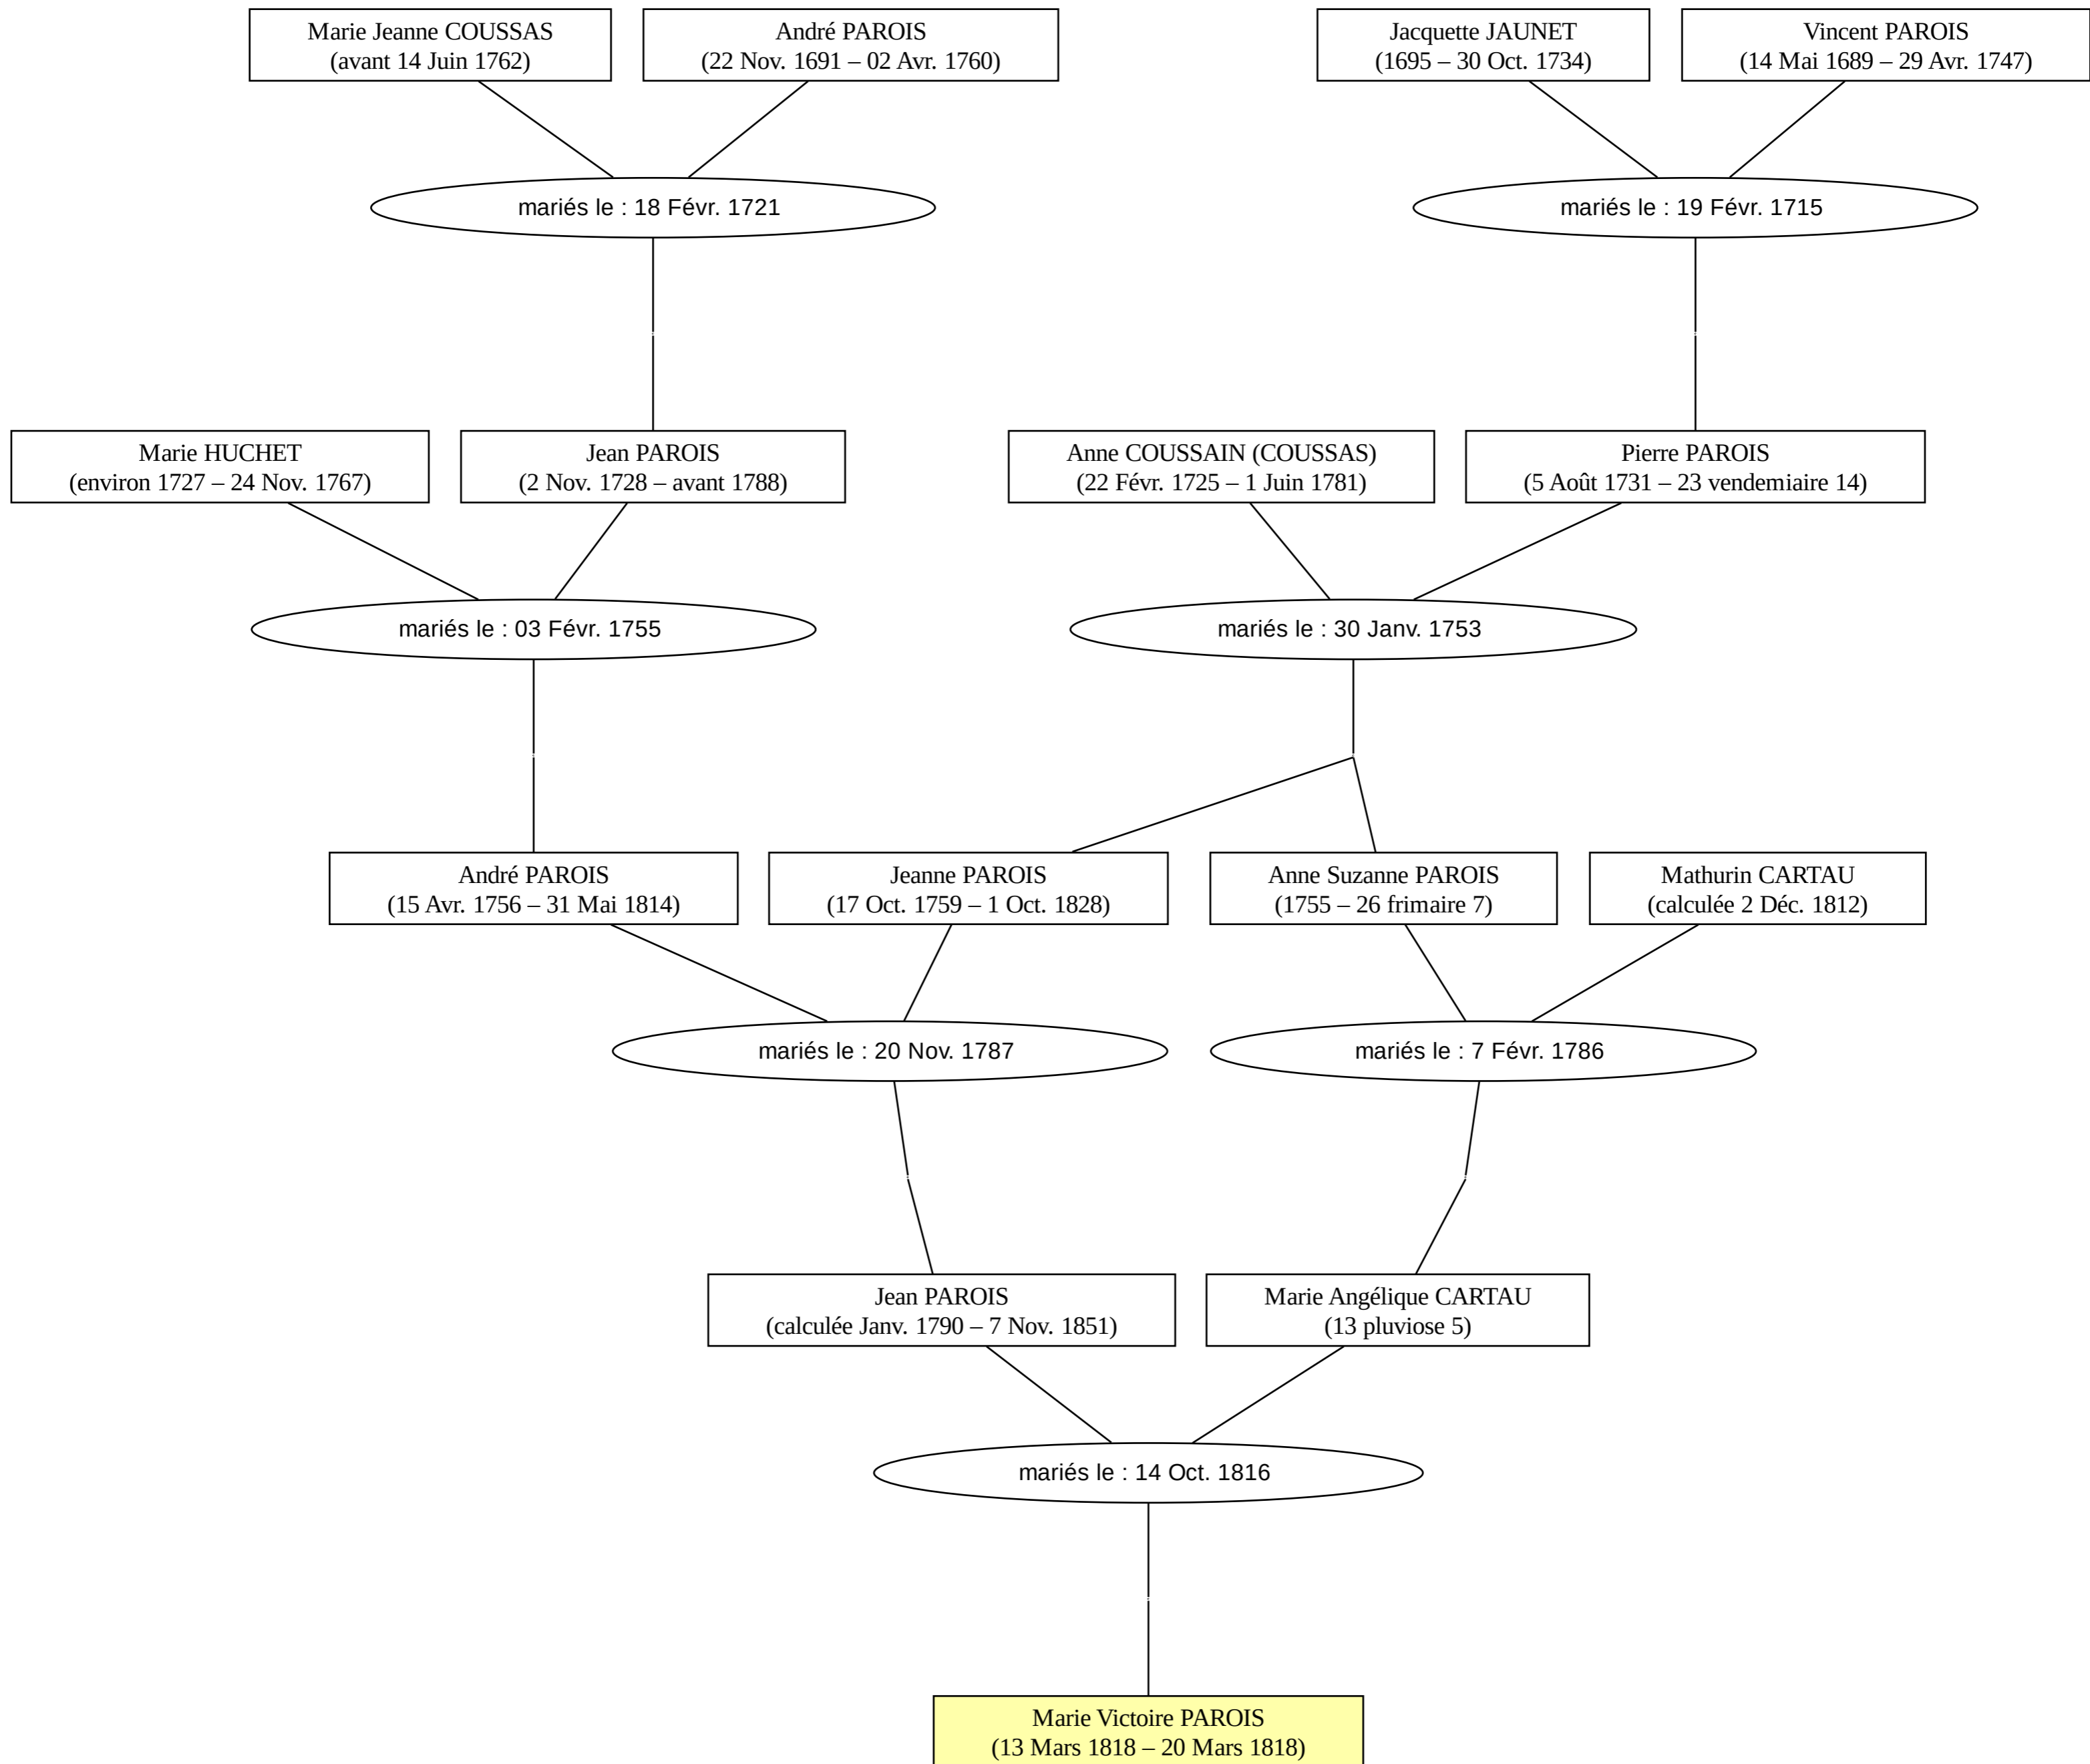 Marie Jeanne COUSSAS
(avant 14 Juin 1762)
André PAROIS
(22 Nov. 1691 – 02 Avr. 1760)
Jacquette JAUNET
(1695 – 30 Oct. 1734)
Vincent PAROIS
(14 Mai 1689 – 29 Avr. 1747)
mariés le : 18 Févr. 1721
mariés le : 19 Févr. 1715
Marie HUCHET
(environ 1727 – 24 Nov. 1767)
Jean PAROIS
(2 Nov. 1728 – avant 1788)
Anne COUSSAIN (COUSSAS)
(22 Févr. 1725 – 1 Juin 1781)
Pierre PAROIS
(5 Août 1731 – 23 vendemiaire 14)
mariés le : 03 Févr. 1755
mariés le : 30 Janv. 1753
André PAROIS
(15 Avr. 1756 – 31 Mai 1814)
Jeanne PAROIS
(17 Oct. 1759 – 1 Oct. 1828)
Anne Suzanne PAROIS
(1755 – 26 frimaire 7)
Mathurin CARTAU
(calculée 2 Déc. 1812)
mariés le : 20 Nov. 1787
mariés le : 7 Févr. 1786
Jean PAROIS
(calculée Janv. 1790 – 7 Nov. 1851)
Marie Angélique CARTAU
(13 pluviose 5)
mariés le : 14 Oct. 1816
Marie Victoire PAROIS
(13 Mars 1818 – 20 Mars 1818)